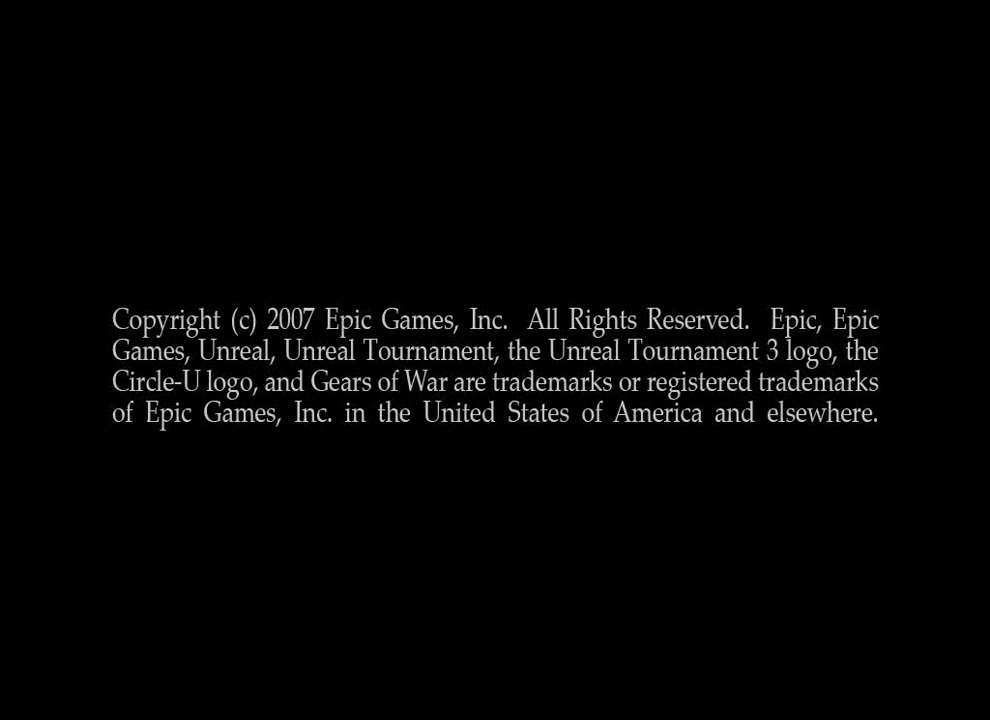 Copyright (c) 2007 Epic Games, Inc.  All Rights Reserved.  Epic, Epic
Games, Unreal, Unreal Tournament, the Unreal Tournament 3 logo, the
Circle-U logo, and Gears of War are trademarks or registered trademarks
of Epic Games, Inc. in the United States of America and elsewhere.